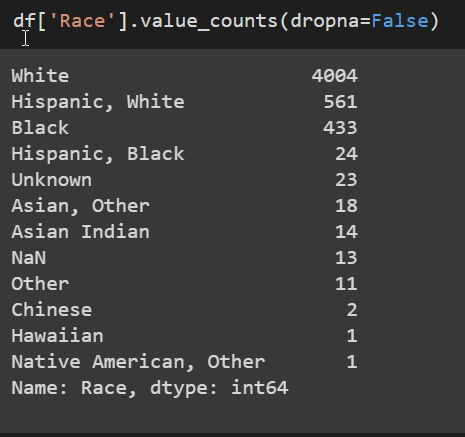 df['Race'].value_counts(dropna=False)
White 4004
Hispanic, White 561
Black 433
Hispanic, Black 24
Unknown 23
Asian, Other 18
Asian Indian 14
NaN 13
Other 11
Chinese 2
Hawaiian 1
Native American, Other 1
Name: Race, dtype: int64